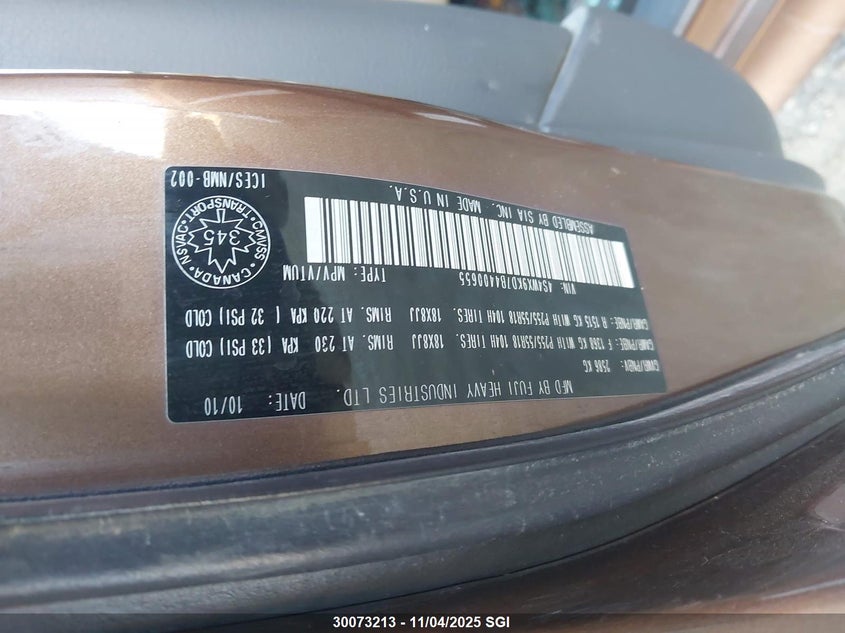 MFD BY FUJI HEAVY INDUSTRIES LTD. DATE: 10/10
GVWR/PNBV: 2586 KG
GAWR/PNBE: F 1368 KG WITH P255/55R18 104H TIRES. 18X8JJ RIMS. AT 230 KPA ( 33 PSI) COLD
GAWR/PNBE: R 1515 KG WITH P255/55R18 104H TIRES. 18X8JJ RIMS. AT 220 KPA ( 32 PSI) COLD
VIN: 4S4WX9KD7B4400655 TYPE: MPV/VTUM
ASSEMBLED BY SIA INC. MADE IN U.S.A.
CANADA • NSVAC • TRANSPORT • CMVSS
345
ICES/NMB-002
30073213 - 11/04/2025 SGI